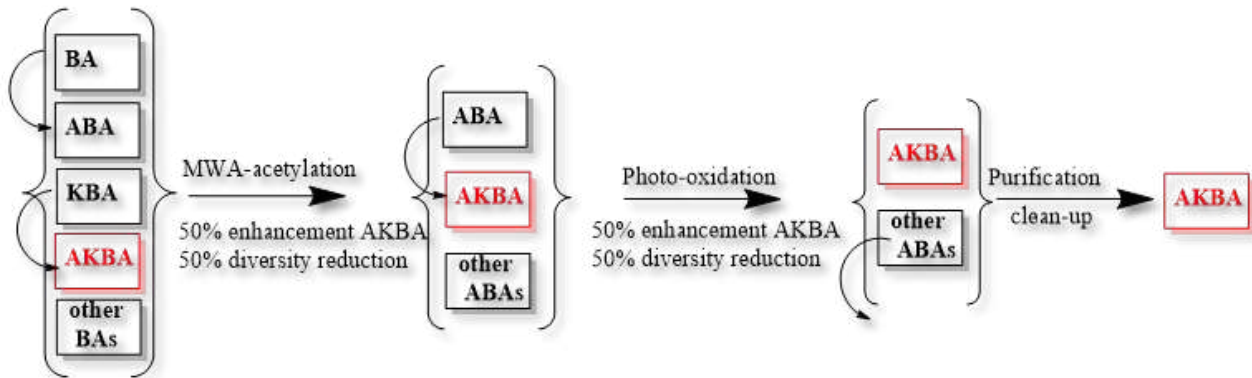 BA
ABA
KBA
AKBA
other
BAs
MWA-acetylation
50% enhancement AKBA
50% diversity reduction
ABA
AKBA
other
ABAs
Photo-oxidation
50% enhancement AKBA
50% diversity reduction
AKBA
other
ABAs
Purification
clean-up
AKBA